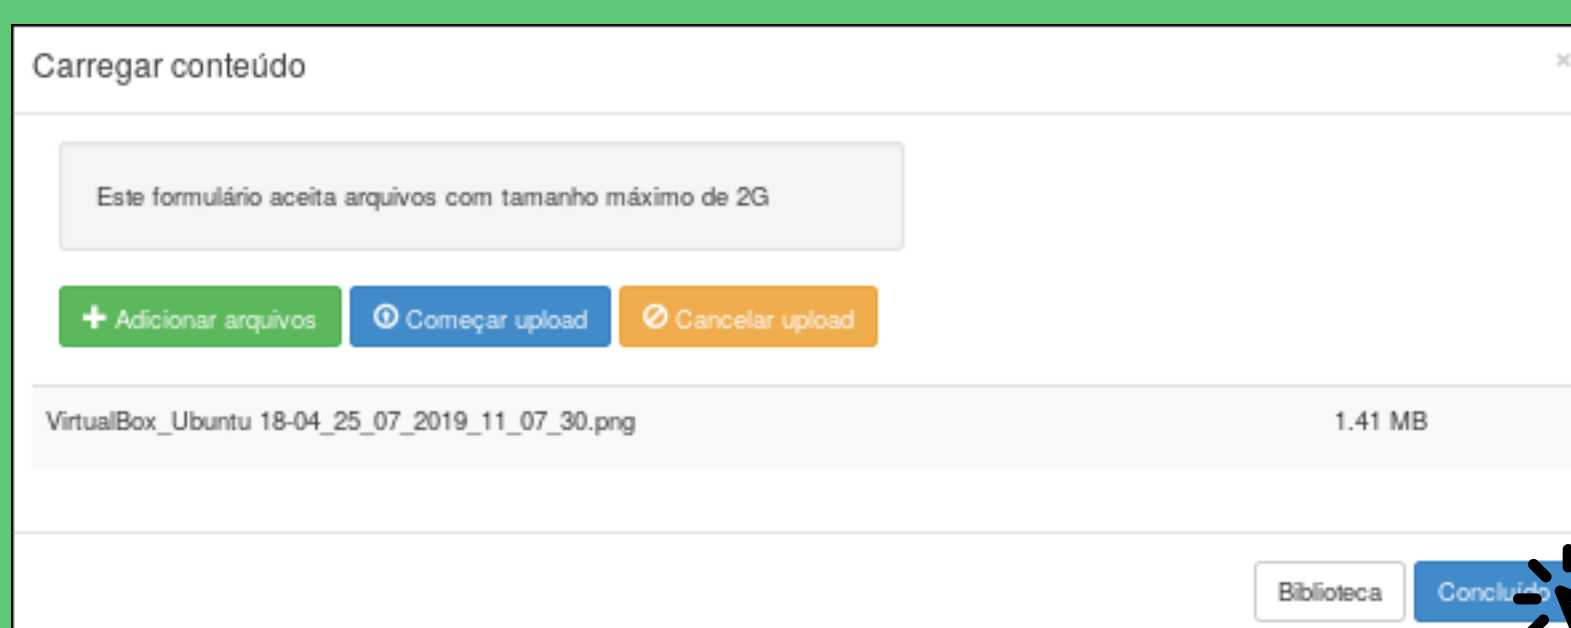 Carregar conteúdo
×
Este formulário aceita arquivos com tamanho máximo de 2G
Adicionar arquivos Começar upload Cancelar upload
VirtualBox_Ubuntu 18-04_25_07_2019_11_07_30.png 1.41 MB
Biblioteca Concluído